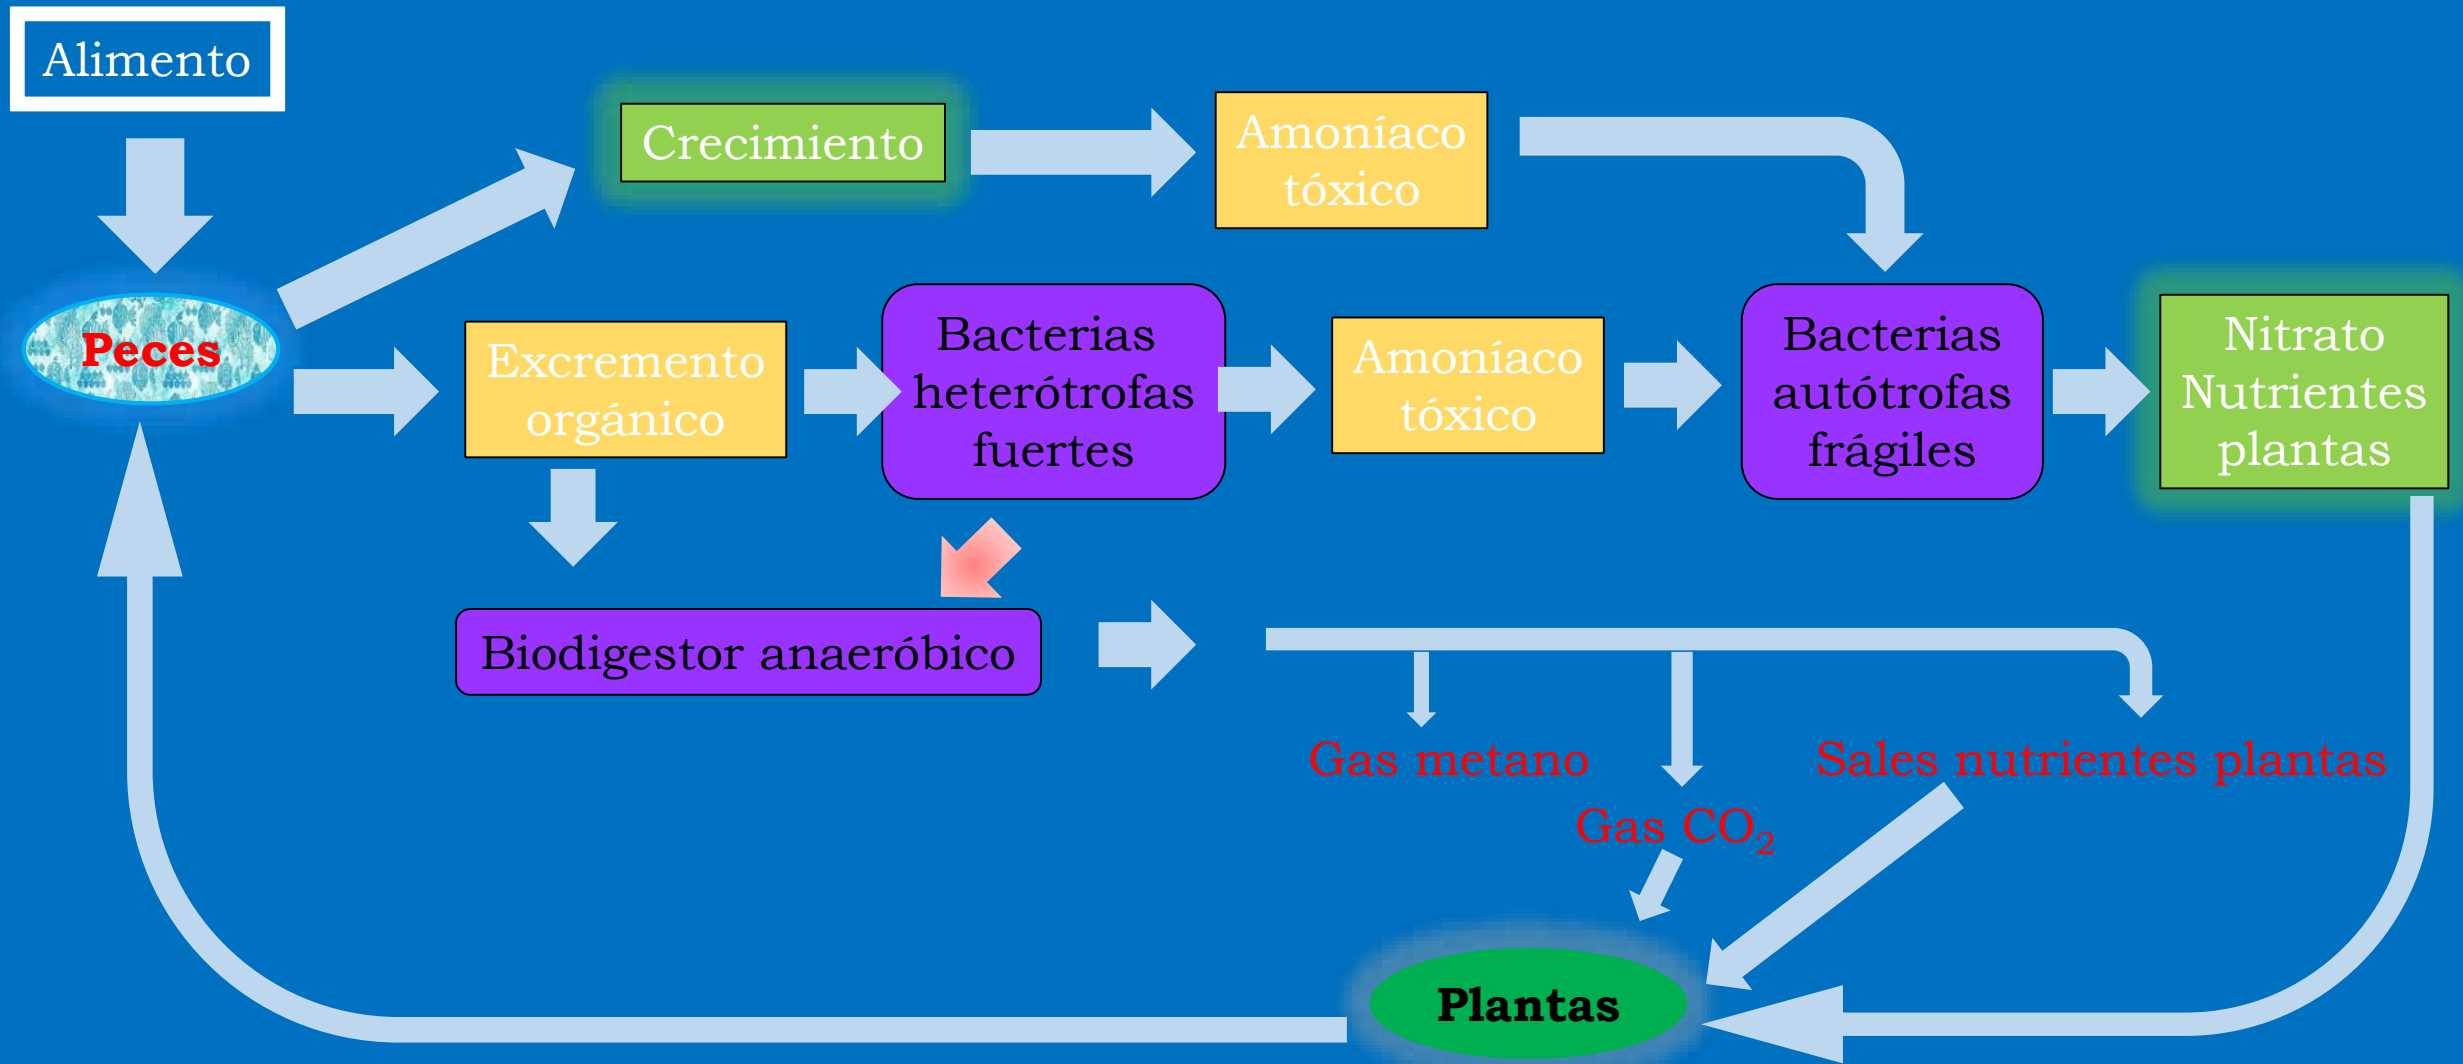 Alimento
Crecimiento
Amoníaco
tóxico
Peces
Excremento
orgánico
Bacterias
heterótrofas
fuertes
Amoníaco
tóxico
Bacterias
autótrofas
frágiles
Nitrato
Nutrientes
plantas
Biodigestor anaeróbico
Gas metano
Sales nutrientes plantas
Gas CO₂
Plantas